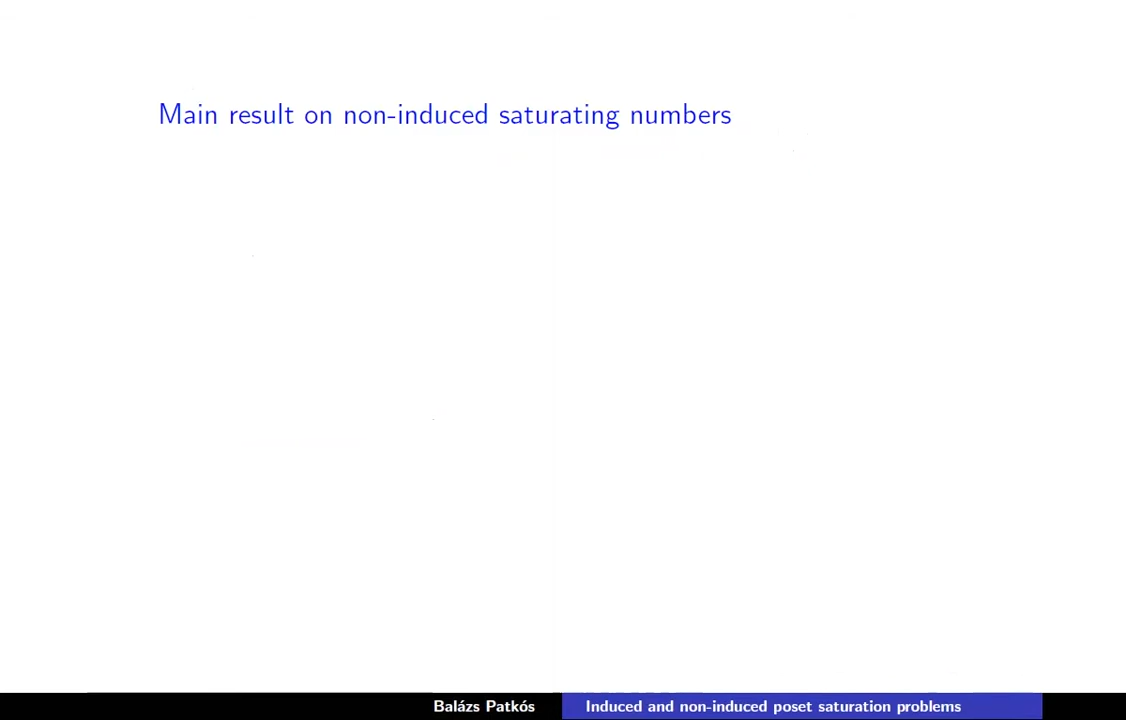 Main result on non-induced saturating numbers
Balázs Patkós Induced and non-induced poset saturation problems